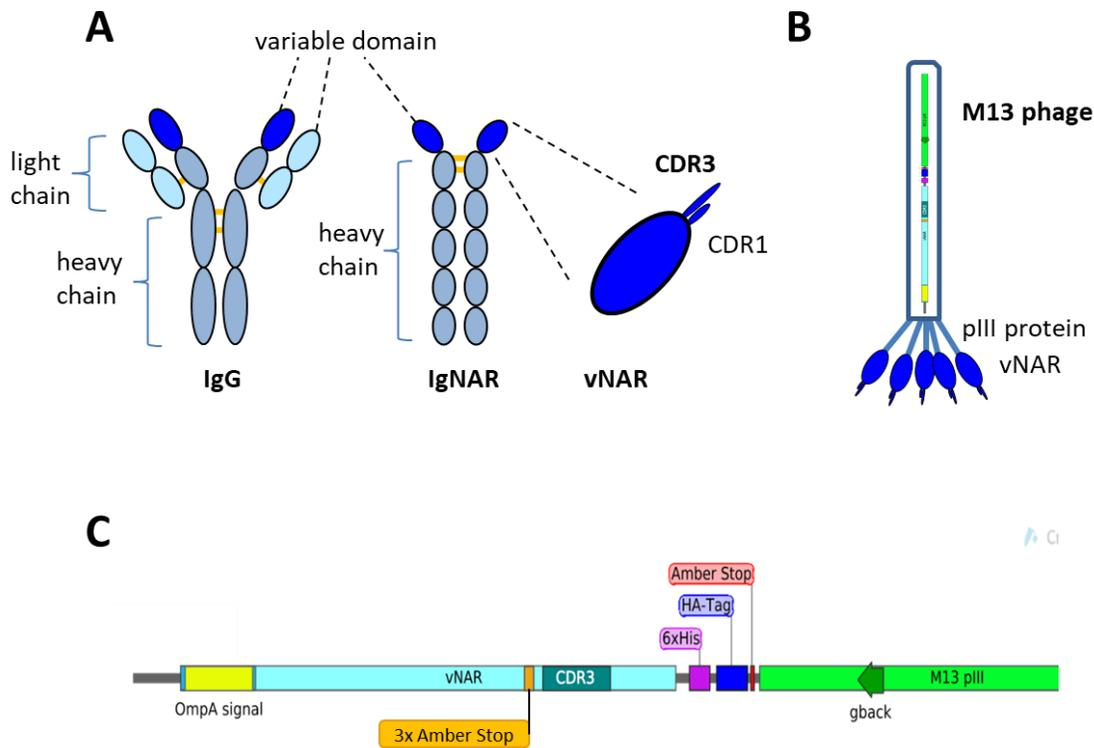 A
variable domain
light
chain
heavy
chain
IgG
heavy
chain
IgNAR
CDR3
CDR1
vNAR
B
M13 phage
pIII protein
vNAR
C
Amber Stop
HA-Tag
6xHis
vNAR
CDR3
M13 pIII
OmpA signal
gback
3x Amber Stop